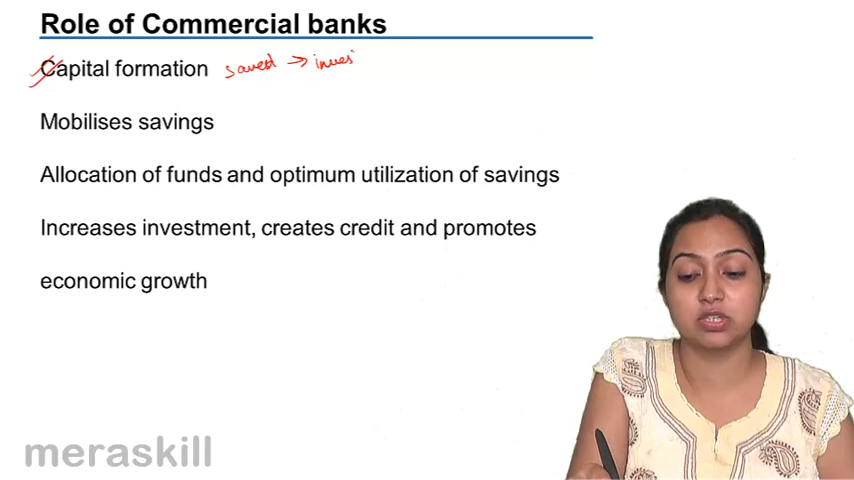 Role of Commercial banks
Capital formation saved → inves
Mobilises savings
Allocation of funds and optimum utilization of savings
Increases investment, creates credit and promotes
economic growth
meraskill